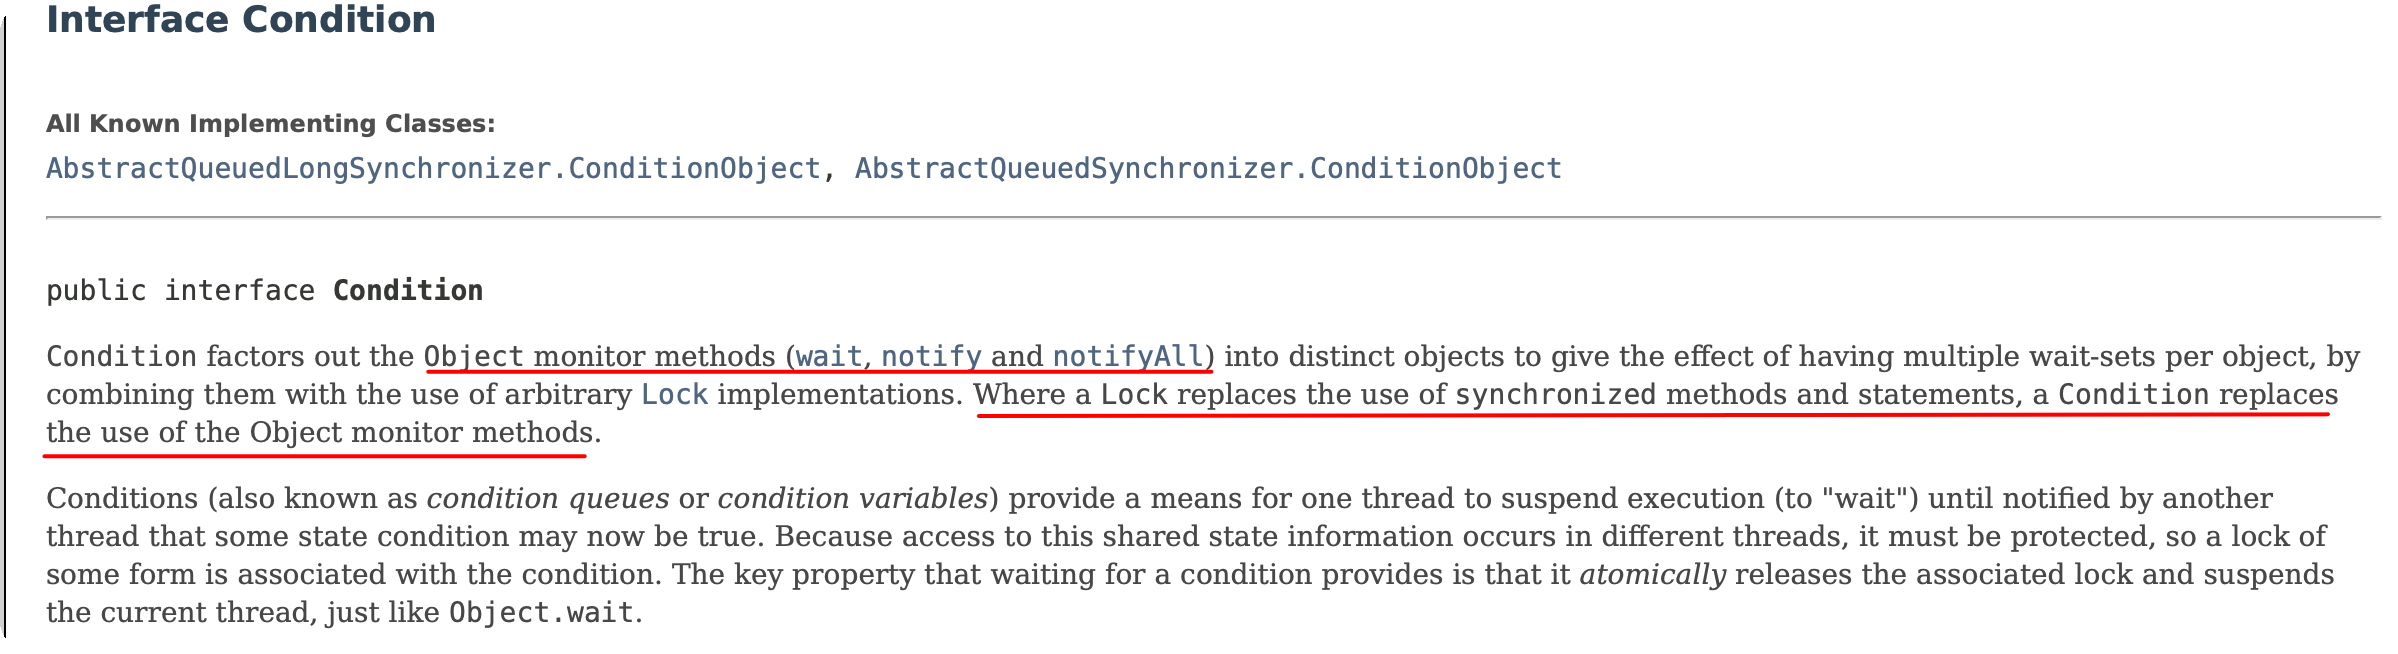 Interface Condition
All Known Implementing Classes:
AbstractQueuedLongSynchronizer.ConditionObject, AbstractQueuedSynchronizer.ConditionObject
public interface Condition
Condition factors out the Object monitor methods (wait, notify and notifyAll) into distinct objects to give the effect of having multiple wait-sets per object, by
combining them with the use of arbitrary Lock implementations. Where a Lock replaces the use of synchronized methods and statements, a Condition replaces
the use of the Object monitor methods.
Conditions (also known as condition queues or condition variables) provide a means for one thread to suspend execution (to "wait") until notified by another
thread that some state condition may now be true. Because access to this shared state information occurs in different threads, it must be protected, so a lock of
some form is associated with the condition. The key property that waiting for a condition provides is that it atomically releases the associated lock and suspends
the current thread, just like Object.wait.